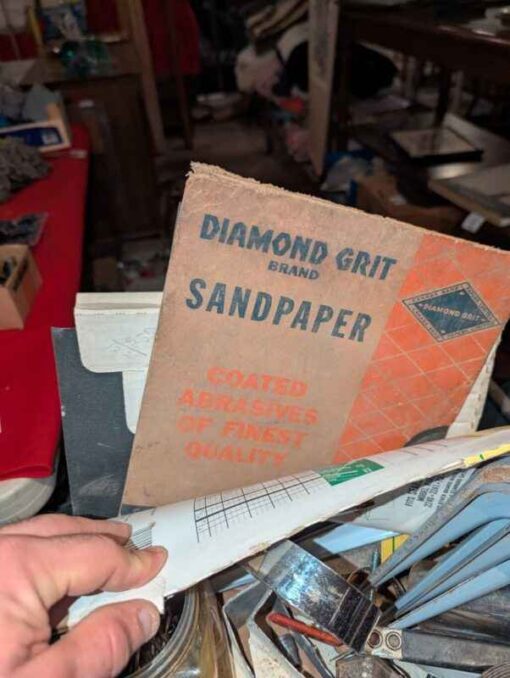 DIAMOND GRIT
BRAND
SANDPAPER
DIAMOND GRIT
COATED
ABRASIVES
OF FINEST
QUALITY